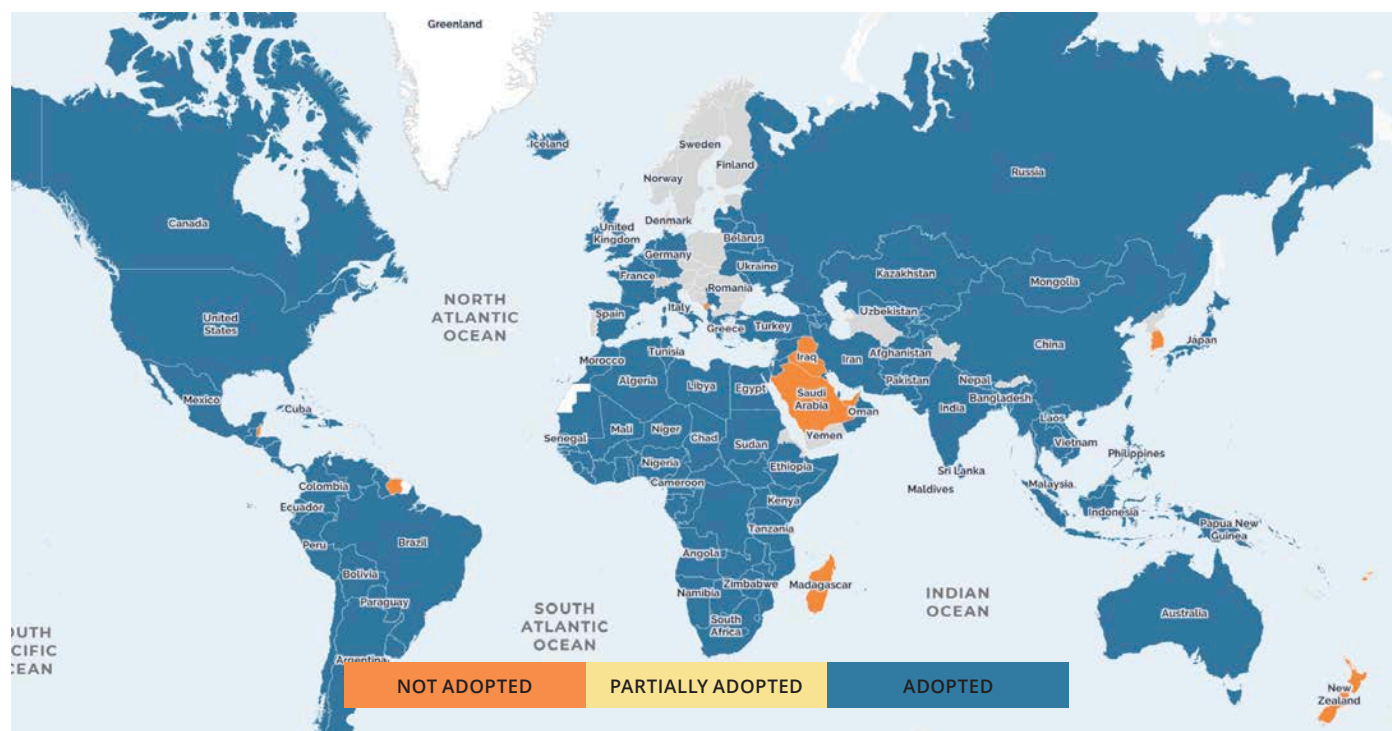 Greenland
Iceland
Sweden
Finland
Norway
Russia
Canada
Denmark
United
Kingdom
Belarus
Germany
Ukraine
Kazakhstan
France
Mongolia
Romania
NORTH
ATLANTIC
OCEAN
Italy
Spain
Uzbekistan
United
States
Greece
Turkey
Japan
China
Tunisia
Afghanistan
Morocco
Iraq
Iran
Algeria
Libya
Egypt
Pakistan
Nepal
Mexico
Saudi
Arabia
Bangladesh
Cuba
India
Oman
Laos
Mali
Niger
Senegal
Chad
Yemen
Sudan
Vietnam
Philippines
Nigeria
Ethiopia
Sri Lanka
Cameroon
Malaysia
Colombia
Maldives
Kenya
Ecuador
Indonesia
Papua New
Guinea
Tanzania
Brazil
Peru
Angola
Bolivia
Zimbabwe
Madagascar
Namibia
INDIAN
OCEAN
Paraguay
SOUTH
ATLANTIC
OCEAN
Australia
South
Africa
OUTH
CIFIC
EAN
Argentina
NOT ADOPTED
PARTIALLY ADOPTED
ADOPTED
New
Zealand